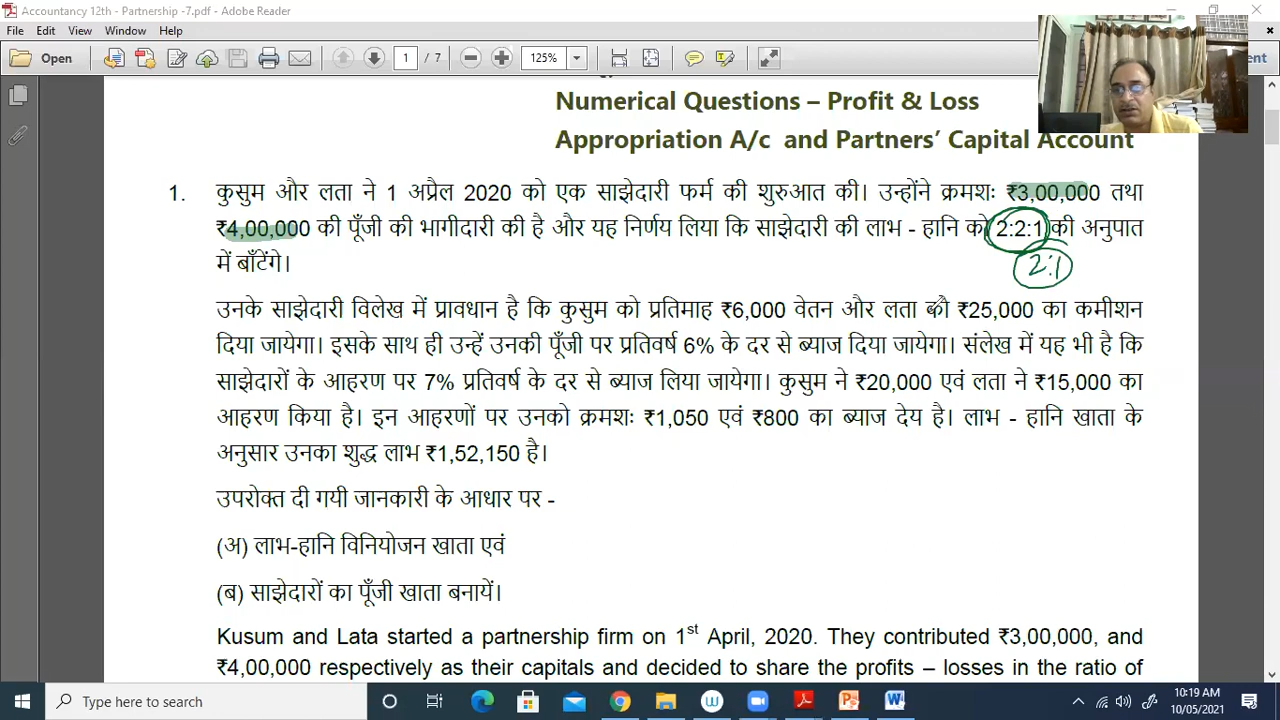 Accountancy 12th - Partnership -7.pdf - Adobe Reader
File Edit View Window Help
Open 1 / 7 125%
Numerical Questions – Profit & Loss
Appropriation A/c and Partners’ Capital Account
1. कुसुम और लता ने 1 अप्रैल 2020 को एक साझेदारी फर्म की शुरुआत की। उन्होंने क्रमशः ₹3,00,000 तथा
₹4,00,000 की पूँजी की भागीदारी की है और यह निर्णय लिया कि साझेदारी की लाभ - हानि को 2:2:1 की अनुपात
में बाँटेंगे। 2:1
उनके साझेदारी विलेख में प्रावधान है कि कुसुम को प्रतिमाह ₹6,000 वेतन और लता को ₹25,000 का कमीशन
दिया जायेगा। इसके साथ ही उन्हें उनकी पूँजी पर प्रतिवर्ष 6% के दर से ब्याज दिया जायेगा। संलेख में यह भी है कि
साझेदारों के आहरण पर 7% प्रतिवर्ष के दर से ब्याज लिया जायेगा। कुसुम ने ₹20,000 एवं लता ने ₹15,000 का
आहरण किया है। इन आहरणों पर उनको क्रमशः ₹1,050 एवं ₹800 का ब्याज देय है। लाभ - हानि खाता के
अनुसार उनका शुद्ध लाभ ₹1,52,150 है।
उपरोक्त दी गयी जानकारी के आधार पर -
(अ) लाभ-हानि विनियोजन खाता एवं
(ब) साझेदारों का पूँजी खाता बनायें।
Kusum and Lata started a partnership firm on 1st April, 2020. They contributed ₹3,00,000, and
₹4,00,000 respectively as their capitals and decided to share the profits – losses in the ratio of
Type here to search
10:19 AM
10/05/2021